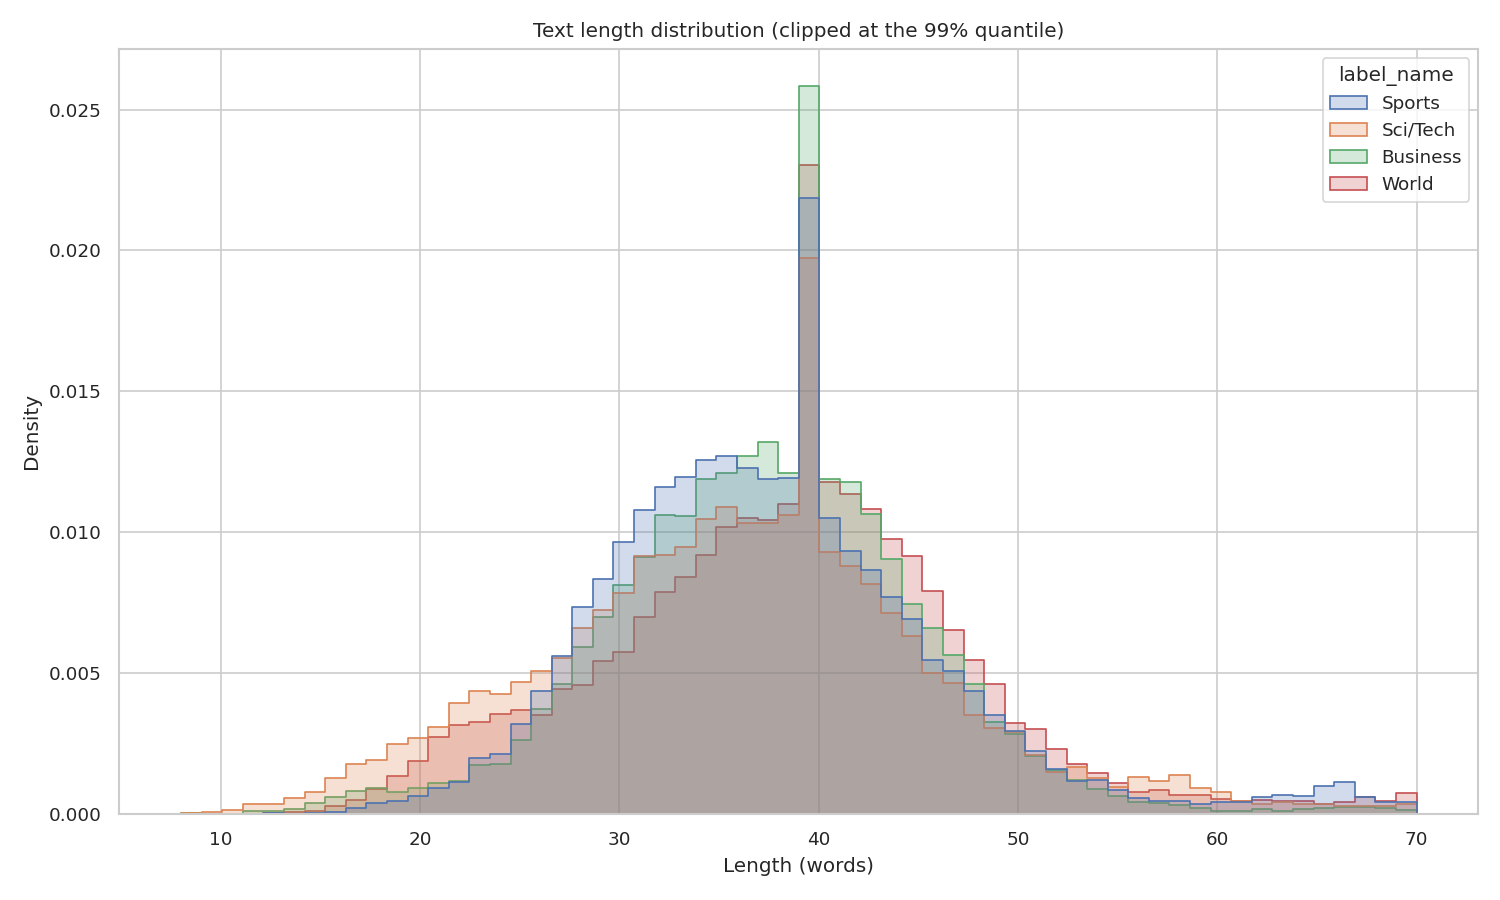 Text length distribution (clipped at the 99% quantile)
label_name
Sports
Sci/Tech
Business
World
Density
0.025
0.020
0.015
0.010
0.005
0.000
10 20 30 40 50 60 70
Length (words)